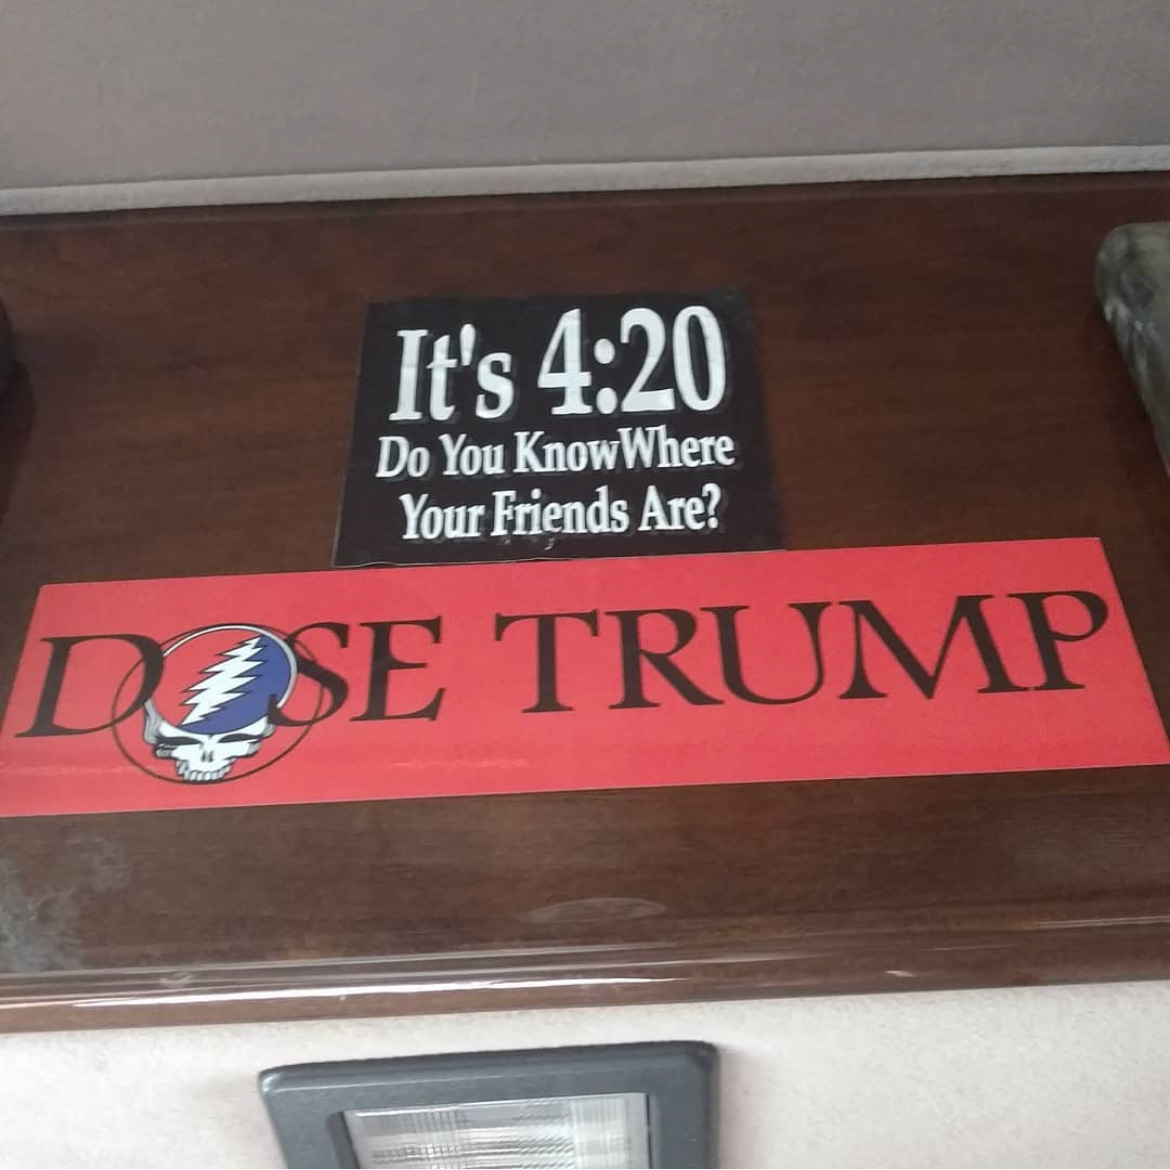 It's 4:20
Do You KnowWhere
Your Friends Are?
DOSE TRUMP